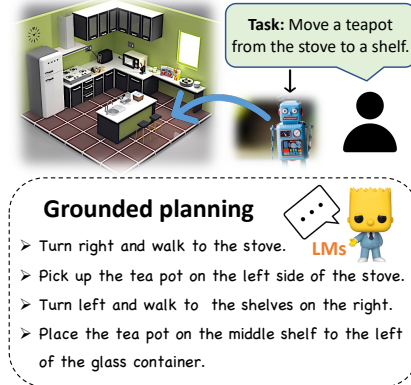 Task: Move a teapot
from the stove to a shelf.
Grounded planning
LMs
➢ Turn right and walk to the stove.
➢ Pick up the tea pot on the left side of the stove.
➢ Turn left and walk to the shelves on the right.
➢ Place the tea pot on the middle shelf to the left
of the glass container.